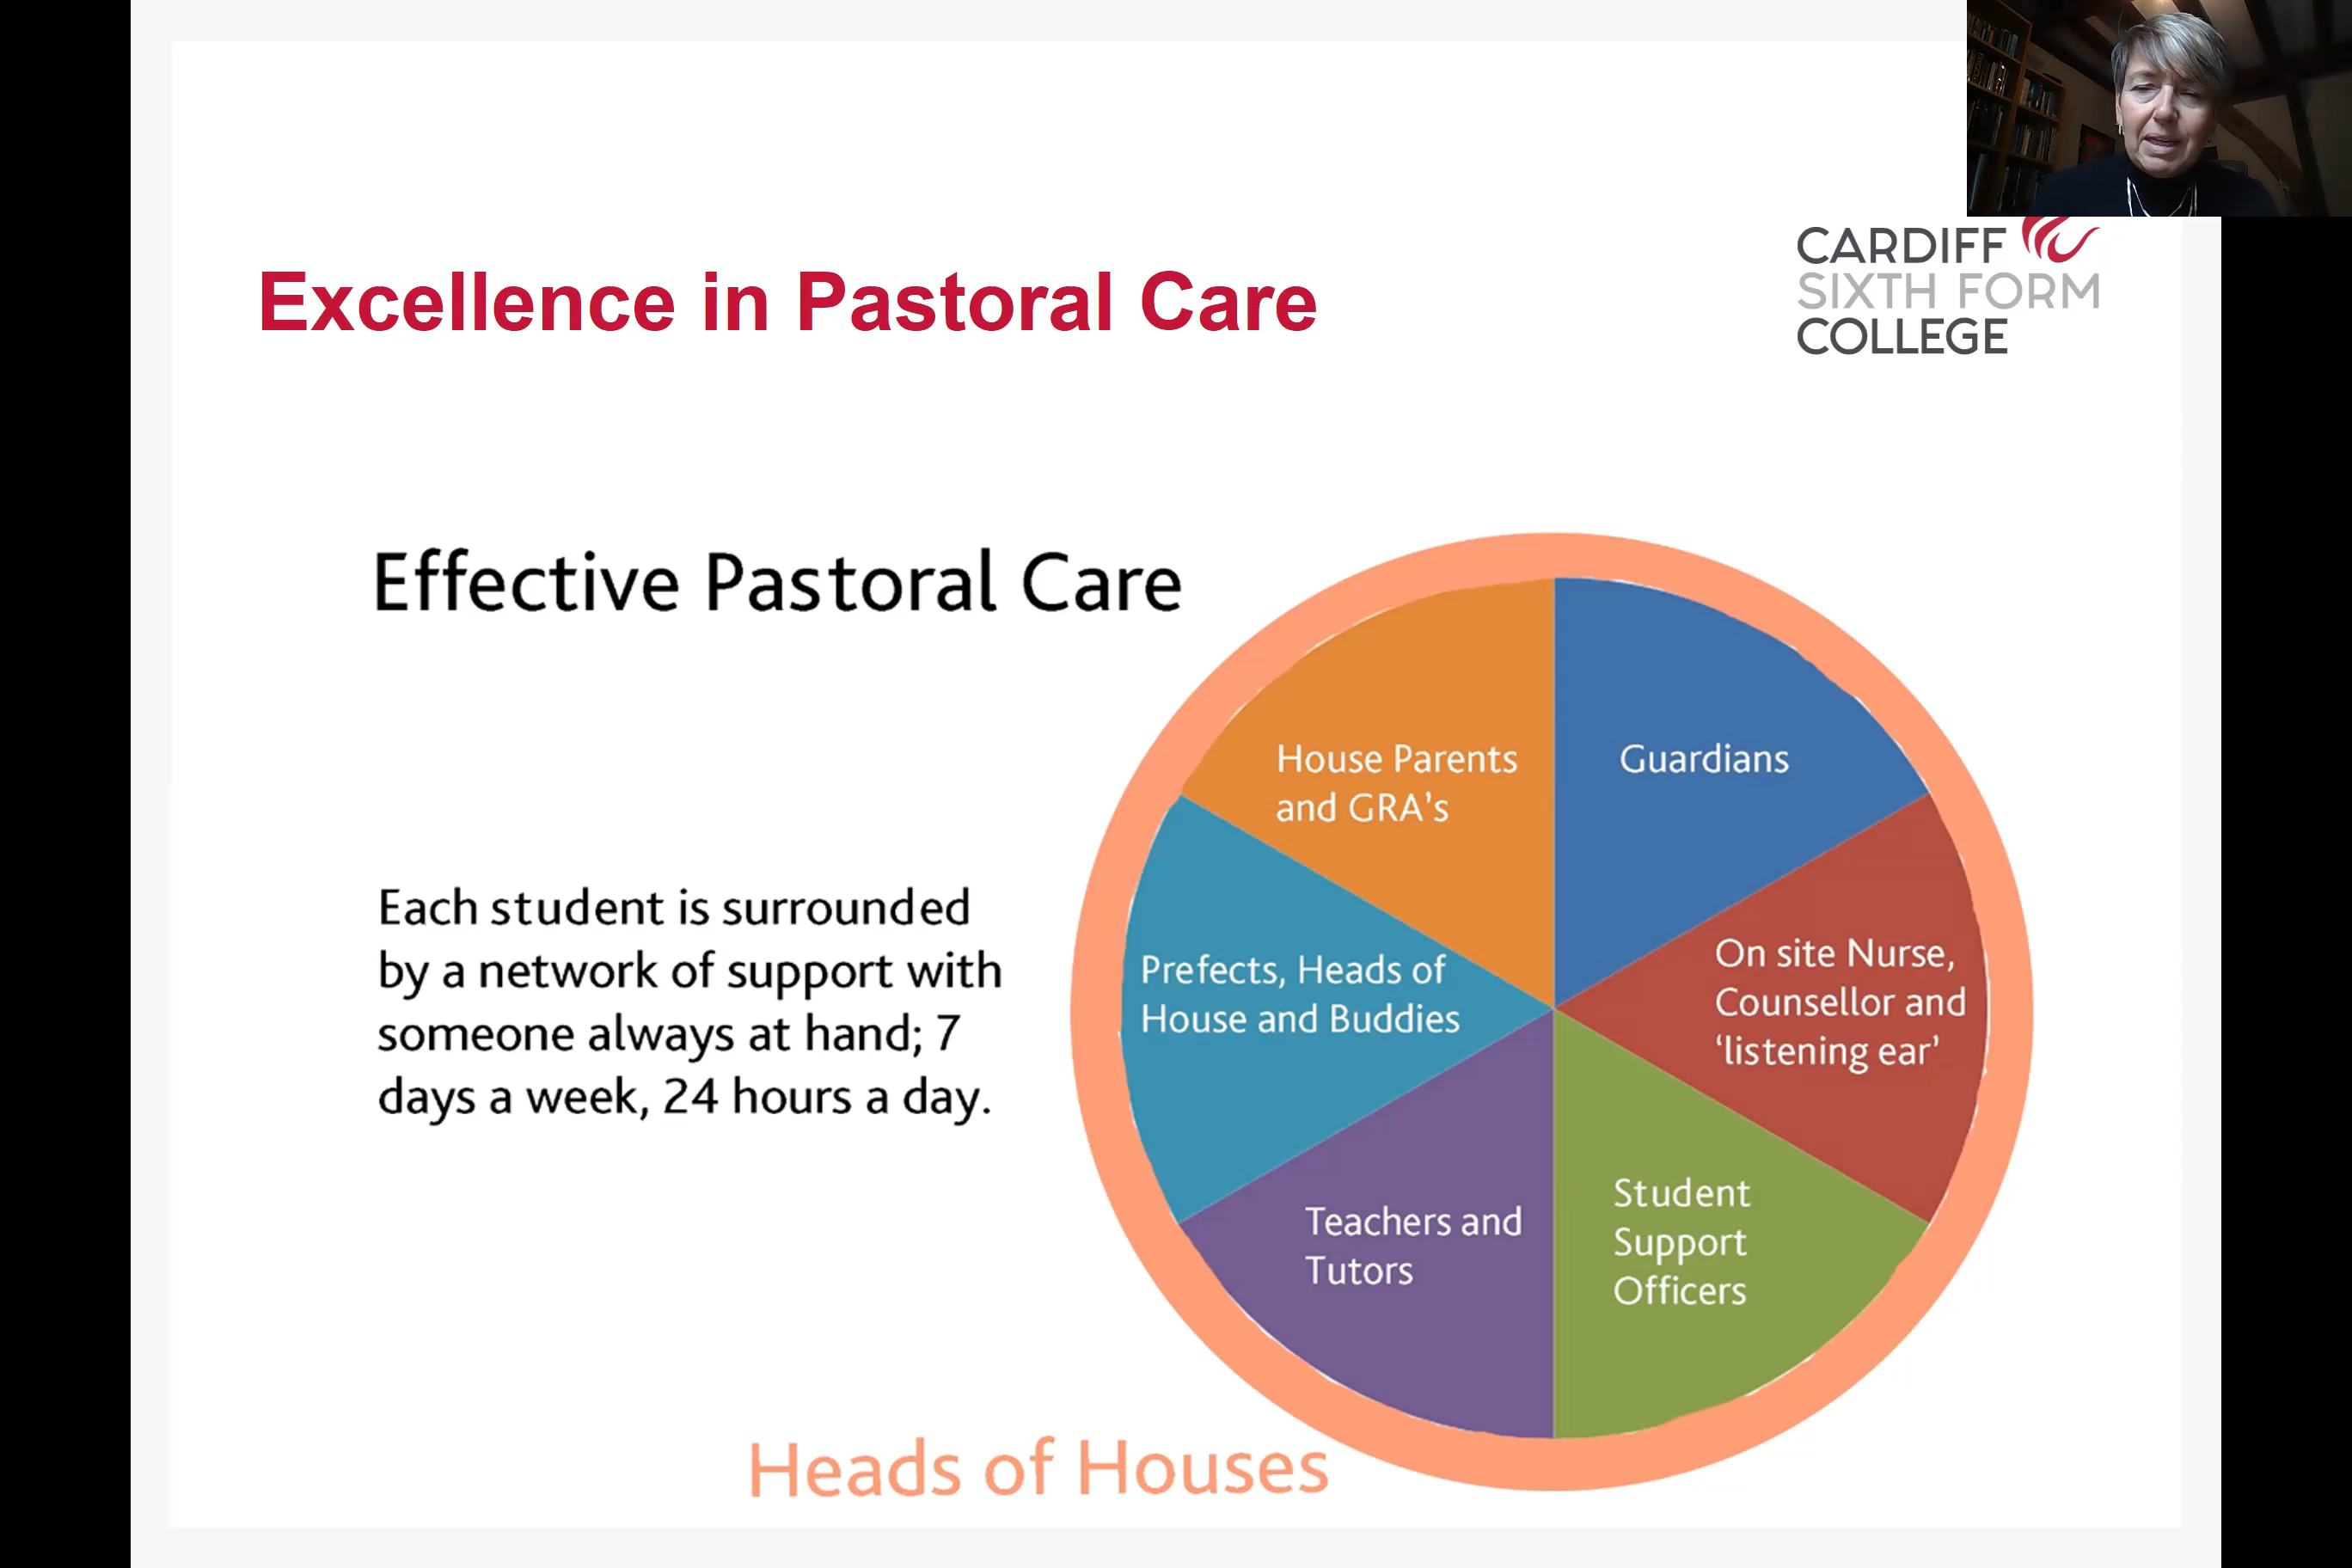 CARDIFF
SIXTH FORM
COLLEGE
Excellence in Pastoral Care
Effective Pastoral Care
Each student is surrounded
by a network of support with
someone always at hand; 7
days a week, 24 hours a day.
House Parents
and GRA's
Guardians
Prefects, Heads of
House and Buddies
On site Nurse,
Counsellor and
‘listening ear’
Teachers and
Tutors
Student
Support
Officers
Heads of Houses